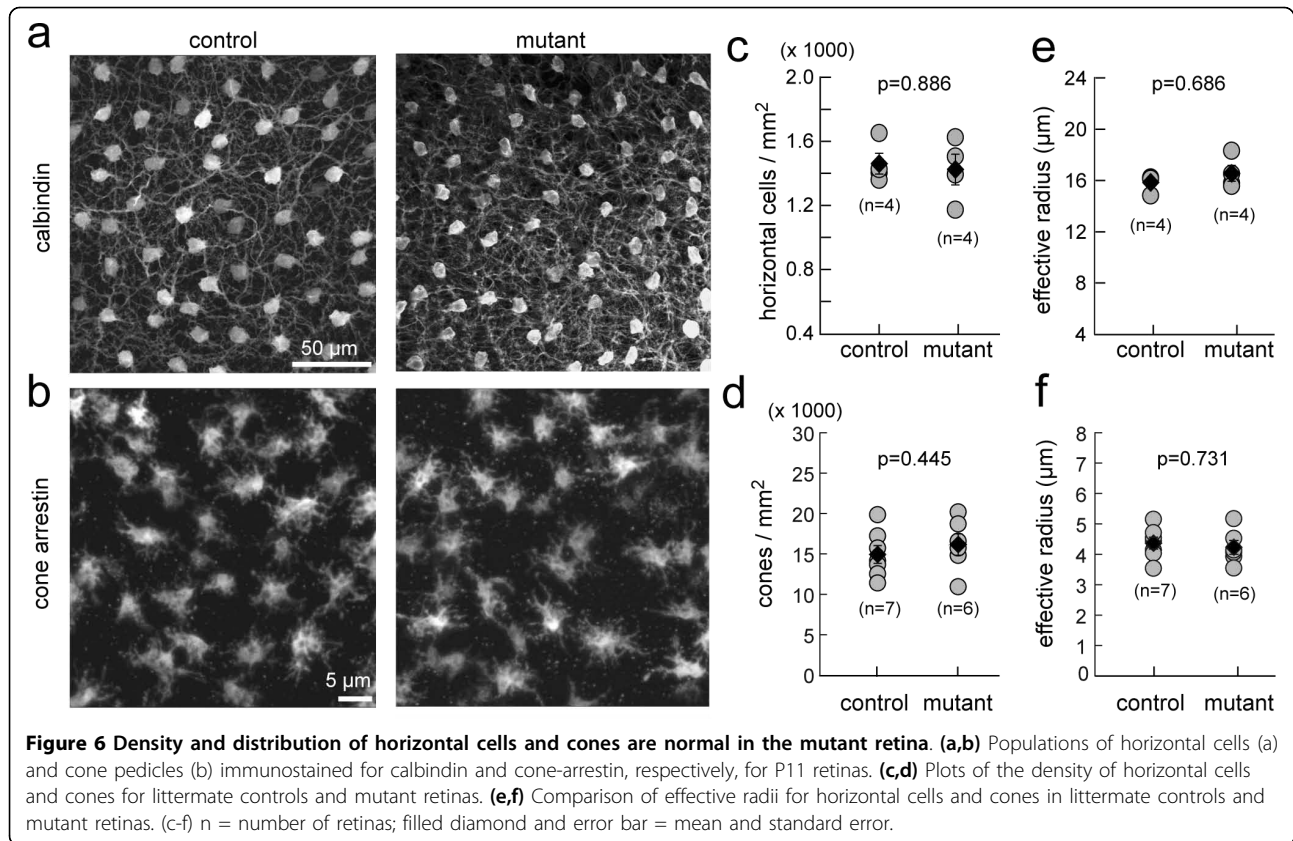 a
control
mutant
calbindin
50 µm
b
cone arrestin
5 µm
c
(x 1000)
horizontal cells / mm²
2.0
1.6
1.2
0.8
0.4
p=0.886
(n=4)
(n=4)
control mutant
e
effective radius (µm)
24
20
16
12
8
4
p=0.686
(n=4)
(n=4)
control mutant
d
(x 1000)
cones / mm²
30
25
20
15
10
5
0
p=0.445
(n=7)
(n=6)
control mutant
f
effective radius (µm)
8
7
6
5
4
3
2
1
0
p=0.731
(n=7)
(n=6)
control mutant
Figure 6 Density and distribution of horizontal cells and cones are normal in the mutant retina. (a,b) Populations of horizontal cells (a)
and cone pedicles (b) immunostained for calbindin and cone-arrestin, respectively, for P11 retinas. (c,d) Plots of the density of horizontal cells
and cones for littermate controls and mutant retinas. (e,f) Comparison of effective radii for horizontal cells and cones in littermate controls and
mutant retinas. (c-f) n = number of retinas; filled diamond and error bar = mean and standard error.